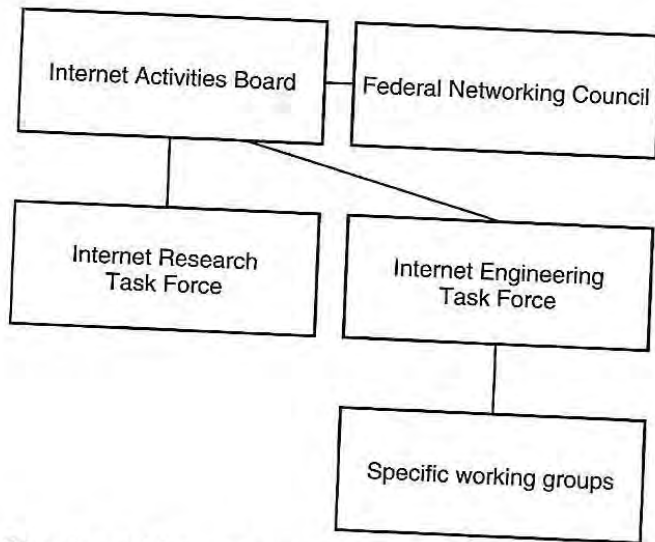 Internet Activities Board
Federal Networking Council
Internet Research
Task Force
Internet Engineering
Task Force
Specific working groups